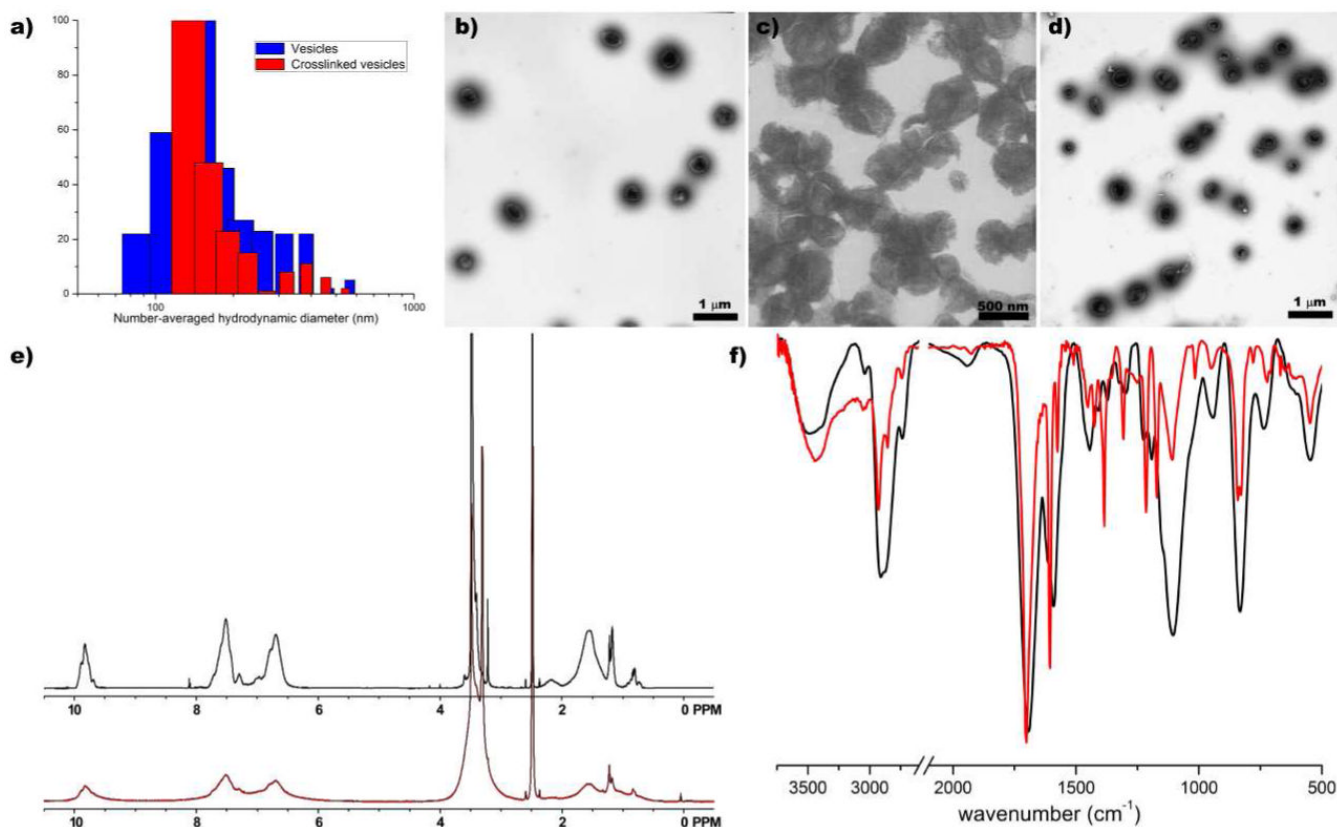 a)
100
80
60
40
20
0
Vesicles
Crosslinked vesicles
100 1000
Number-averaged hydrodynamic diameter (nm)
b)
1 μm
c)
500 nm
d)
1 μm
e)
10 8 6 4 2 0 PPM
10 8 6 4 2 0 PPM
f)
3500 3000 2000 1500 1000 500
wavenumber (cm⁻¹)